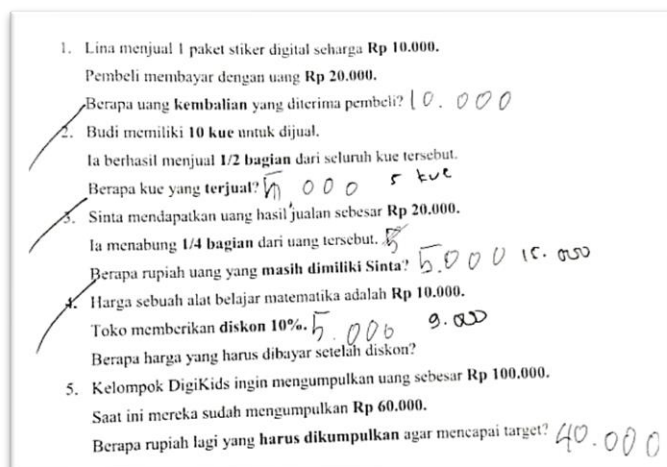 1. Lina menjual 1 paket stiker digital seharga Rp 10.000.
Pembeli membayar dengan uang Rp 20.000.
Berapa uang kembalian yang diterima pembeli? 10.000
2. Budi memiliki 10 kue untuk dijual.
Ia berhasil menjual 1/2 bagian dari seluruh kue tersebut.
Berapa kue yang terjual? 5 000 5 kue
3. Sinta mendapatkan uang hasil jualan sebesar Rp 20.000.
Ia menabung 1/4 bagian dari uang tersebut.
Berapa rupiah uang yang masih dimiliki Sinta? 5.000 15.000
4. Harga sebuah alat belajar matematika adalah Rp 10.000.
Toko memberikan diskon 10%. 5.000 9.000
Berapa harga yang harus dibayar setelah diskon?
5. Kelompok DigiKids ingin mengumpulkan uang sebesar Rp 100.000.
Saat ini mereka sudah mengumpulkan Rp 60.000.
Berapa rupiah lagi yang harus dikumpulkan agar mencapai target? 40.000